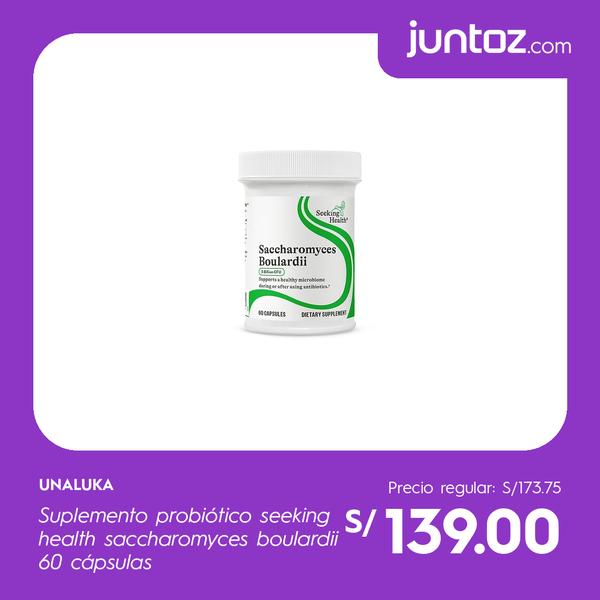 juntoz.com
Seeking
Health®
Saccharomyces
Boulardii
Supports a healthy microbiome
during or after using antibiotics.*
60 CAPSULES DIETARY SUPPLEMENT
UNALUKA
Suplemento probiótico seeking
health saccharomyces boulardii
60 cápsulas
Precio regular: S/173.75
S/139.00